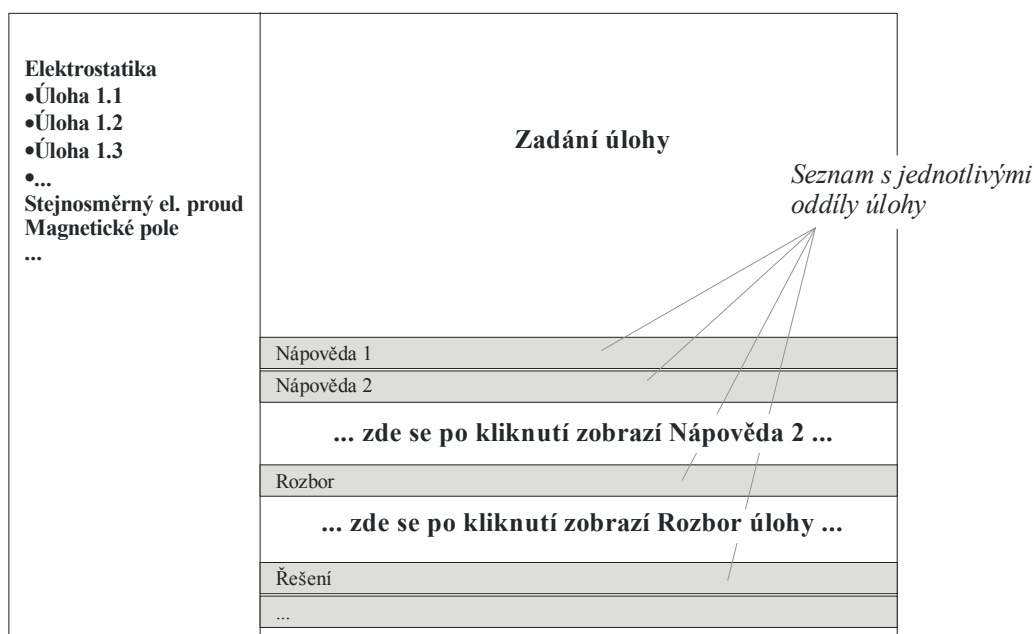 Elektrostatika
•Úloha 1.1
•Úloha 1.2
•Úloha 1.3
•...
Stejnosměrný el. proud
Magnetické pole
...
Zadání úlohy
Seznam s jednotlivými
oddíly úlohy
Nápověda 1
Nápověda 2
... zde se po kliknutí zobrazí Nápověda 2 ...
Rozbor
... zde se po kliknutí zobrazí Rozbor úlohy ...
Řešení
...